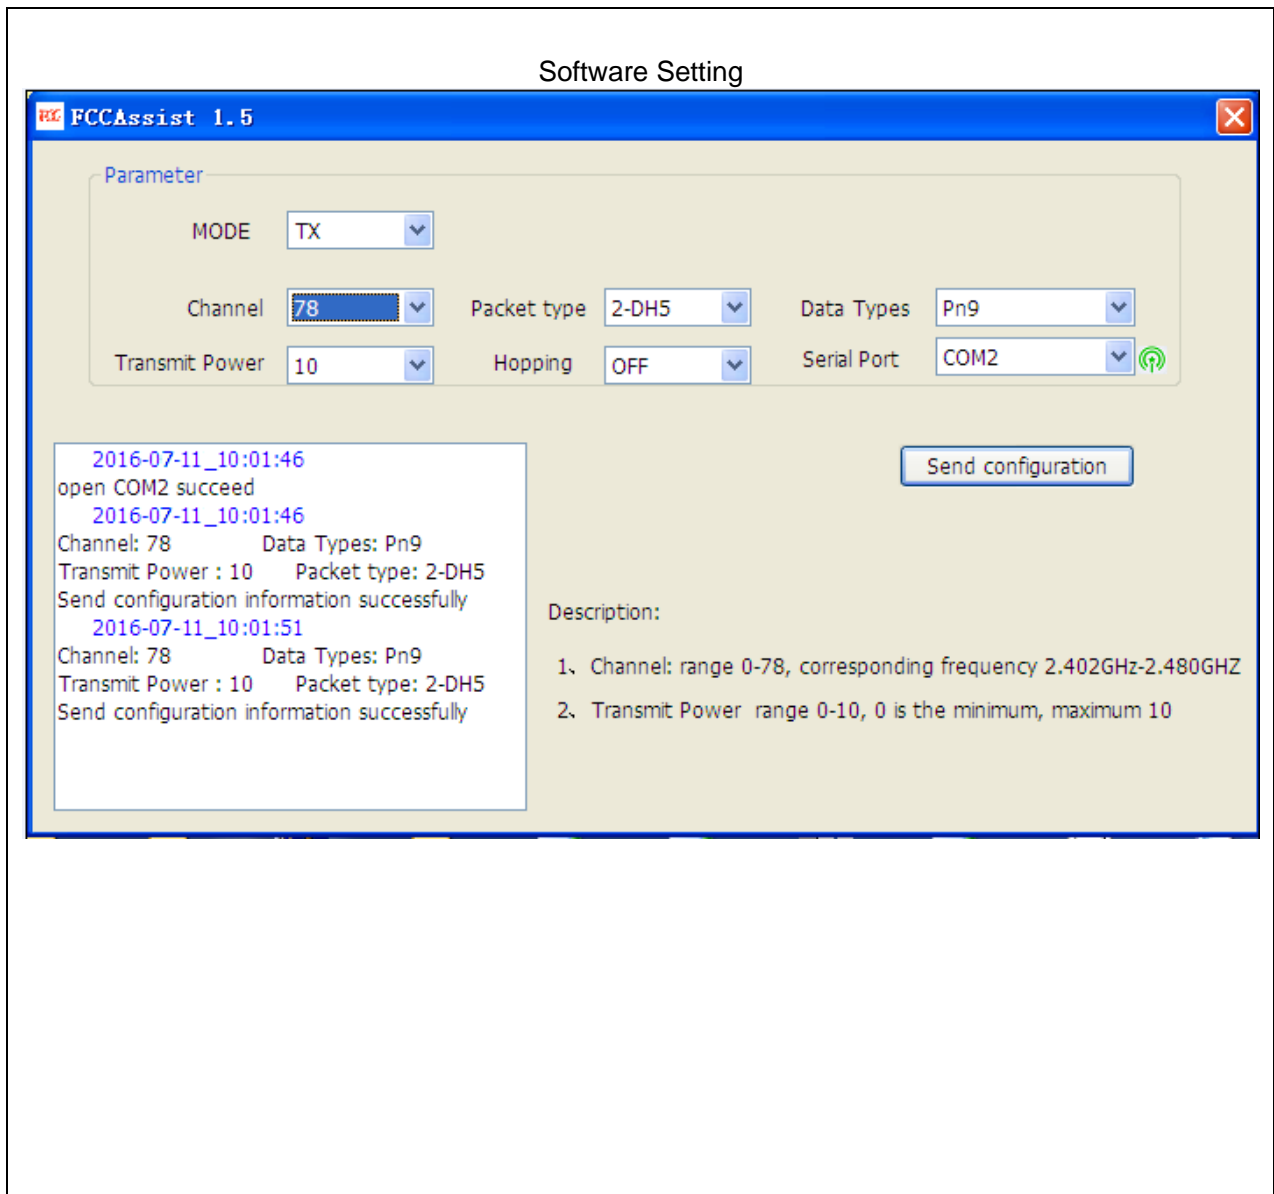 Software Setting
FCCAssist 1.5
Parameter
MODE TX
Channel 78 Packet type 2-DH5 Data Types Pn9
Transmit Power 10 Hopping OFF Serial Port COM2
2016-07-11_10:01:46
open COM2 succeed
2016-07-11_10:01:46
Channel: 78 Data Types: Pn9
Transmit Power : 10 Packet type: 2-DH5
Send configuration information successfully
2016-07-11_10:01:51
Channel: 78 Data Types: Pn9
Transmit Power : 10 Packet type: 2-DH5
Send configuration information successfully
Send configuration
Description:
1、Channel: range 0-78, corresponding frequency 2.402GHz-2.480GHZ
2、Transmit Power range 0-10, 0 is the minimum, maximum 10